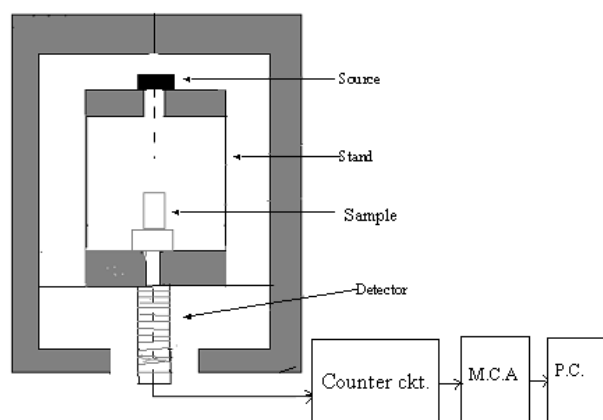 Source
Stand
Sample
Detector
Counter ckt.
M.C.A
P.C.